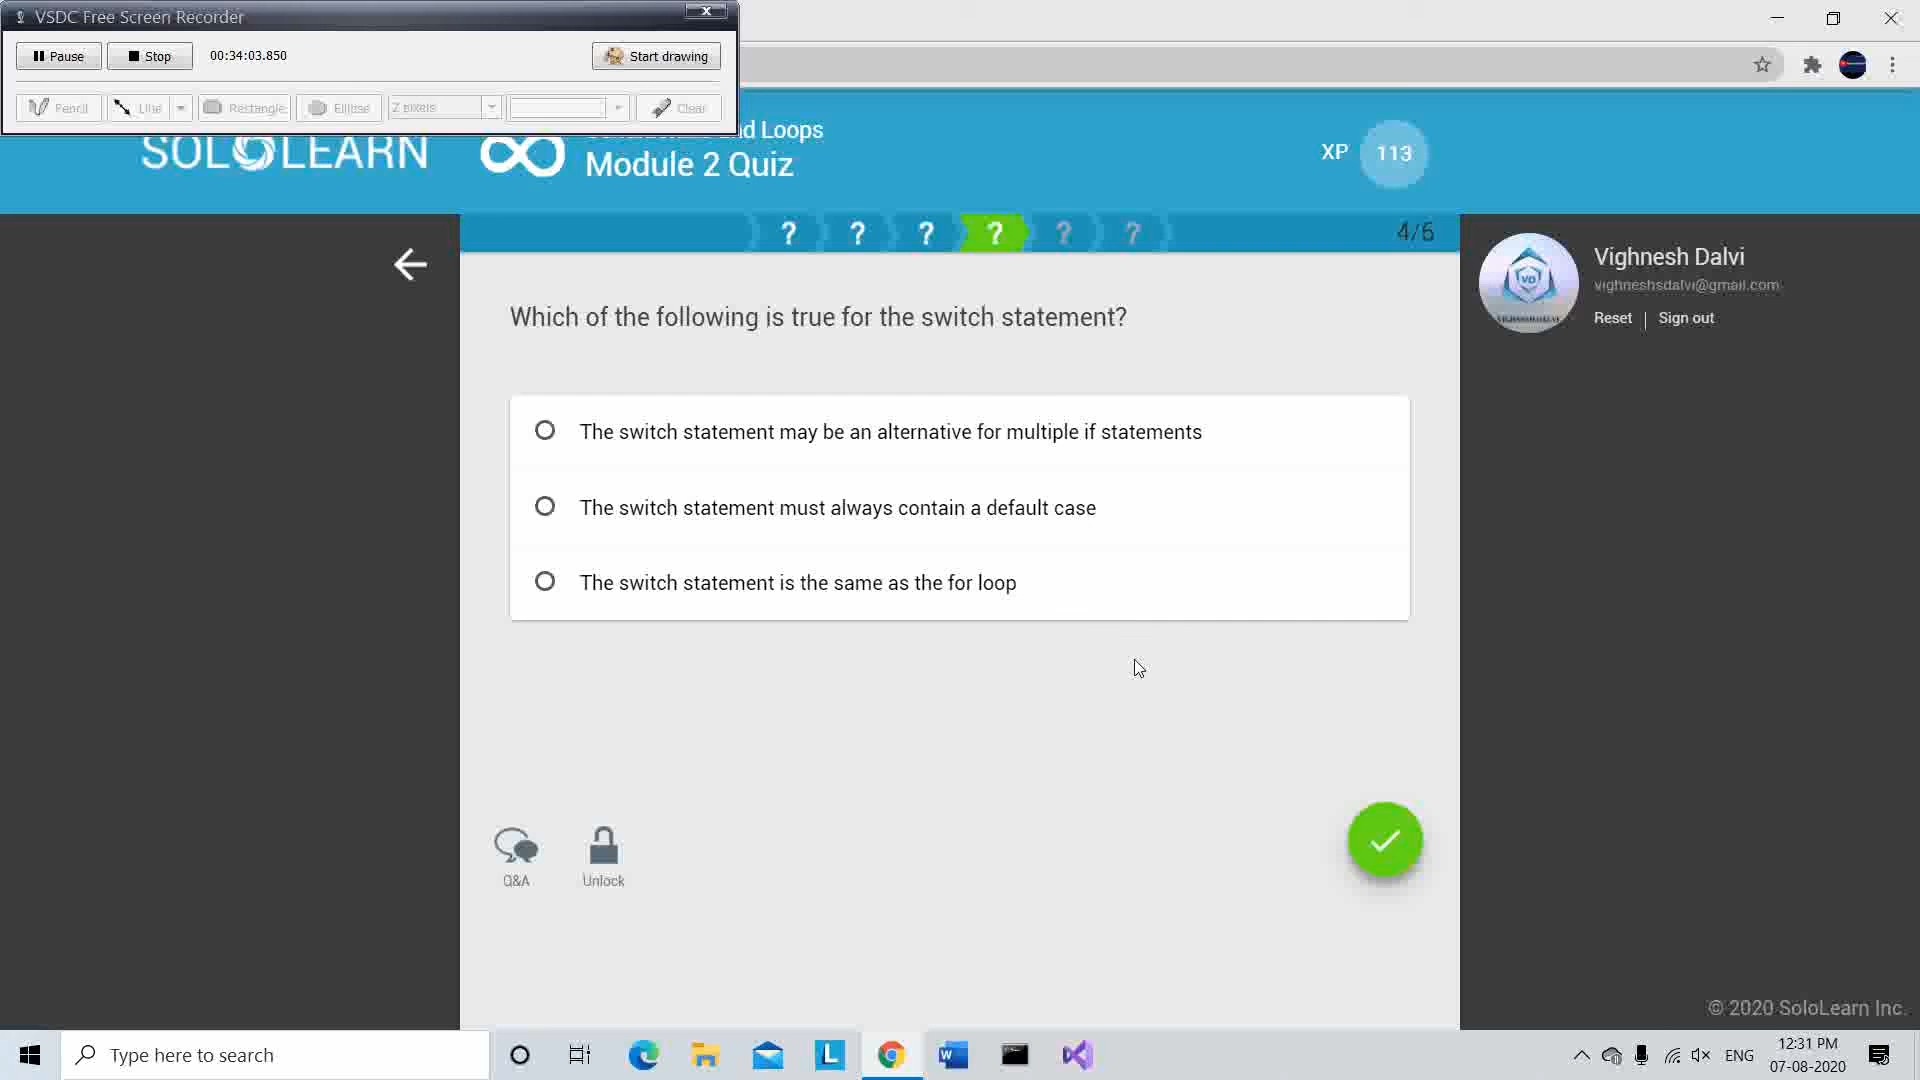 VSDC Free Screen Recorder
Pause
Stop
00:34:03.850
Start drawing
Pencil
Line
Rectangle
Ellipse
2 pixels
Clear
SOLOLEARN
nd Loops
Module 2 Quiz
XP
113
? ? ? ? ? ?
4/6
Vighnesh Dalvi
vighneshsdalvi@gmail.com
Reset
Sign out
Which of the following is true for the switch statement?
The switch statement may be an alternative for multiple if statements
The switch statement must always contain a default case
The switch statement is the same as the for loop
Q&A
Unlock
© 2020 SoloLearn Inc.
Type here to search
ENG
12:31 PM
07-08-2020